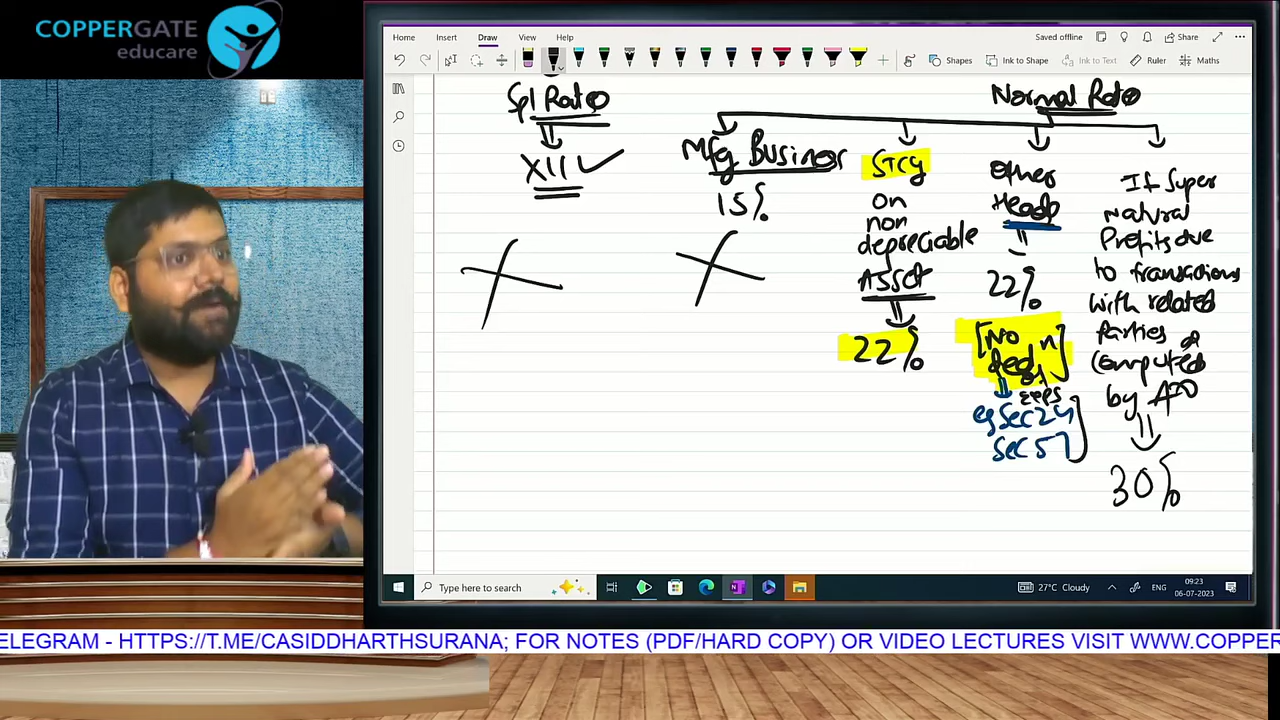 COPPERGATE
educare
Home Insert Draw View Help
Saved offline
Share
Shapes
Ink to Shape
Ink to Text
Ruler
Maths
Spl Rate
XII
Normal Rate
Mfg Business
15%
STCG
on
non
depreciable
Asset
22%
Other
Heads
22%
[No
dedn]
of
exps
eg Sec 24
Sec 57
If Super
natural
Profits due
to transactions
with related
Parties &
Computed
by A.O
30%
Type here to search
27°C Cloudy
ENG
09:23
06-07-2023
ELEGRAM - HTTPS://T.ME/CASIDDHARTHSURANA; FOR NOTES (PDF/HARD COPY) OR VIDEO LECTURES VISIT WWW.COPPER